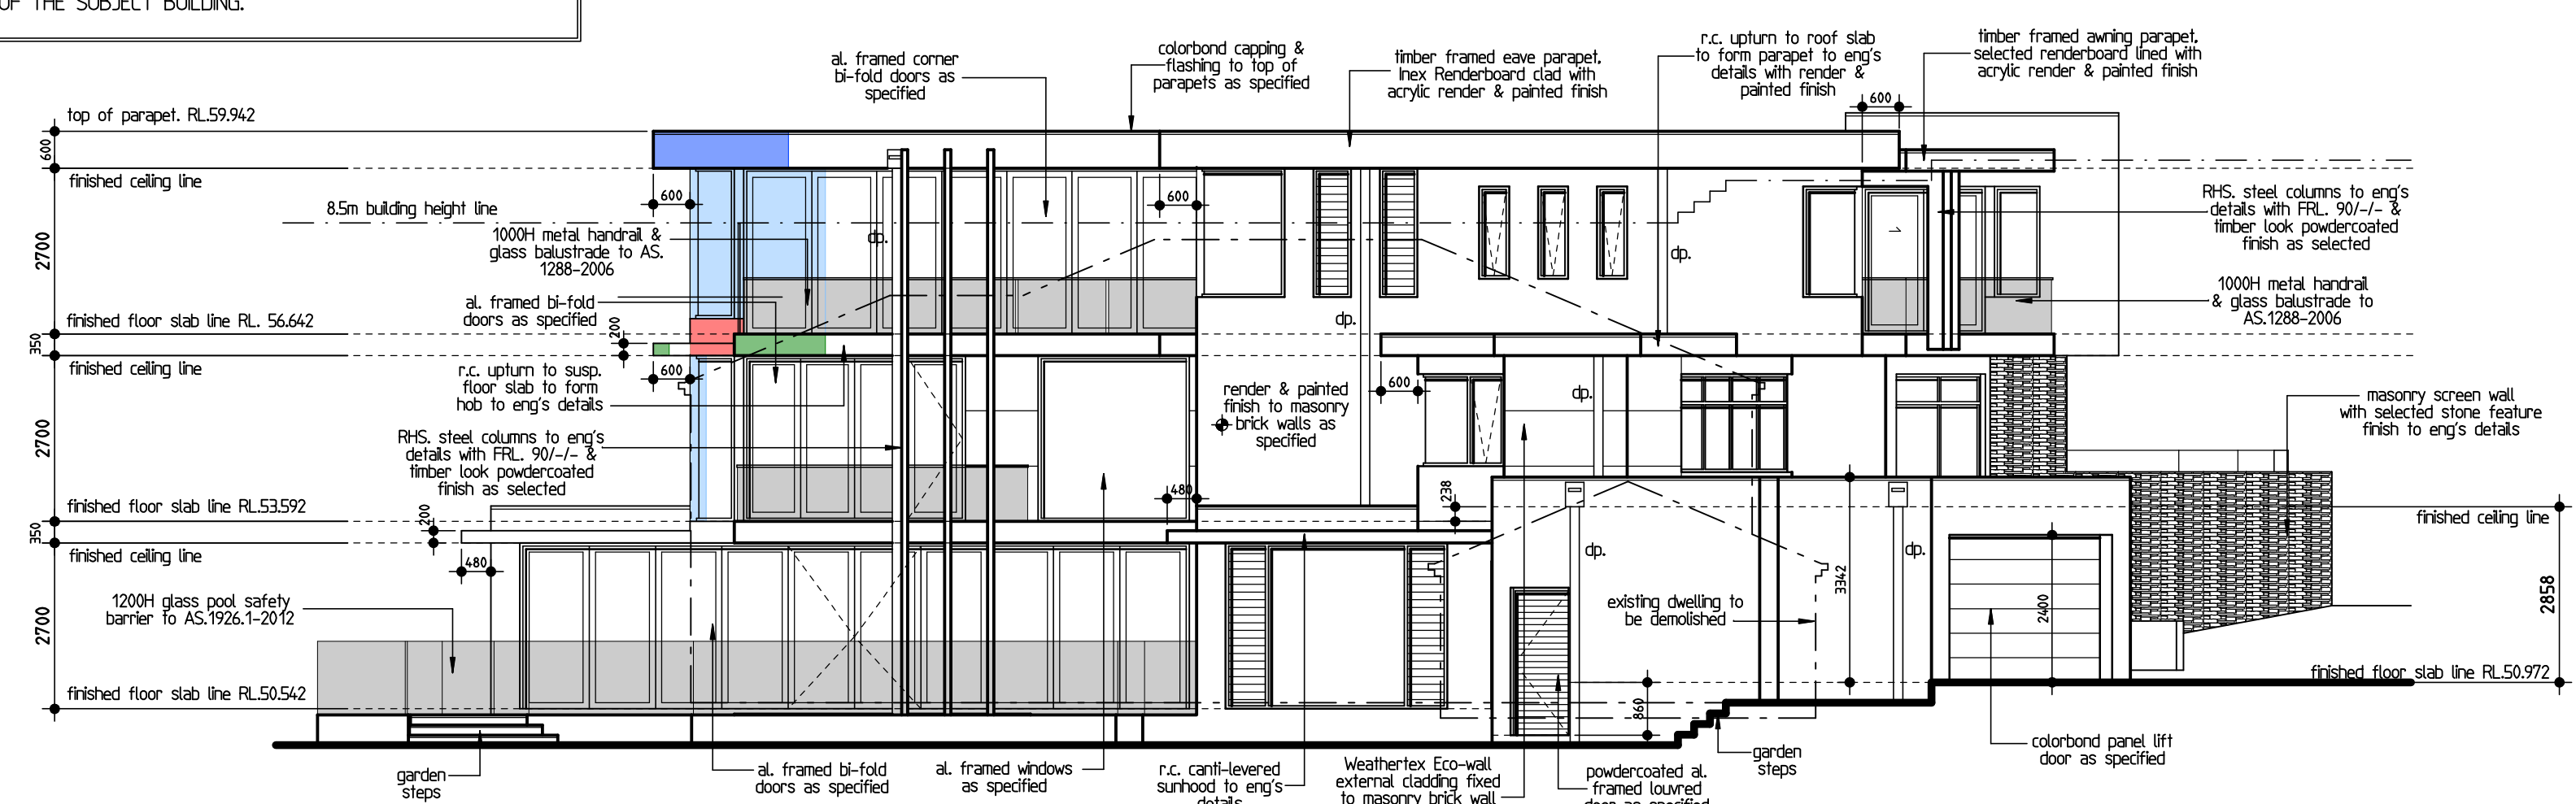 OF THE SUBJECT BUILDING.
al. framed corner
bi-fold doors as
specified
colorbond capping &
flashing to top of
parapets as specified
timber framed eave parapet,
Inex Renderboard clad with
acrylic render & painted finish
r.c. upturn to roof slab
to form parapet to eng's
details with render &
painted finish
timber framed awning parapet,
selected renderboard lined with
acrylic render & painted finish
top of parapet. RL.59.942
600
600
finished ceiling line
600
600
8.5m building height line
2700
1000H metal handrail &
glass balustrade to AS.
1288-2006
dp.
dp.
RHS. steel columns to eng's
details with FRL. 90/-/- &
timber look powdercoated
finish as selected
1000H metal handrail
& glass balustrade to
AS.1288-2006
al. framed bi-fold
doors as specified
dp.
finished floor slab line RL. 56.642
350
200
finished ceiling line
r.c. upturn to susp.
floor slab to form
hob to eng's details
600
600
render & painted
finish to masonry
brick walls as
specified
dp.
masonry screen wall
with selected stone feature
finish to eng's details
2700
RHS. steel columns to eng's
details with FRL. 90/-/- &
timber look powdercoated
finish as selected
480
238
finished floor slab line RL.53.592
finished ceiling line
350
200
finished ceiling line
dp.
dp.
480
3342
2400
2858
2700
1200H glass pool safety
barrier to AS.1926.1-2012
existing dwelling to
be demolished
finished floor slab line RL.50.542
finished floor slab line RL.50.972
860
garden
steps
al. framed bi-fold
doors as specified
al. framed windows
as specified
r.c. canti-levered
sunhood to eng's
details
Weathertex Eco-wall
external cladding fixed
to masonry brick wall
powdercoated al.
framed louvred
door as specified
garden
steps
colorbond panel lift
door as specified